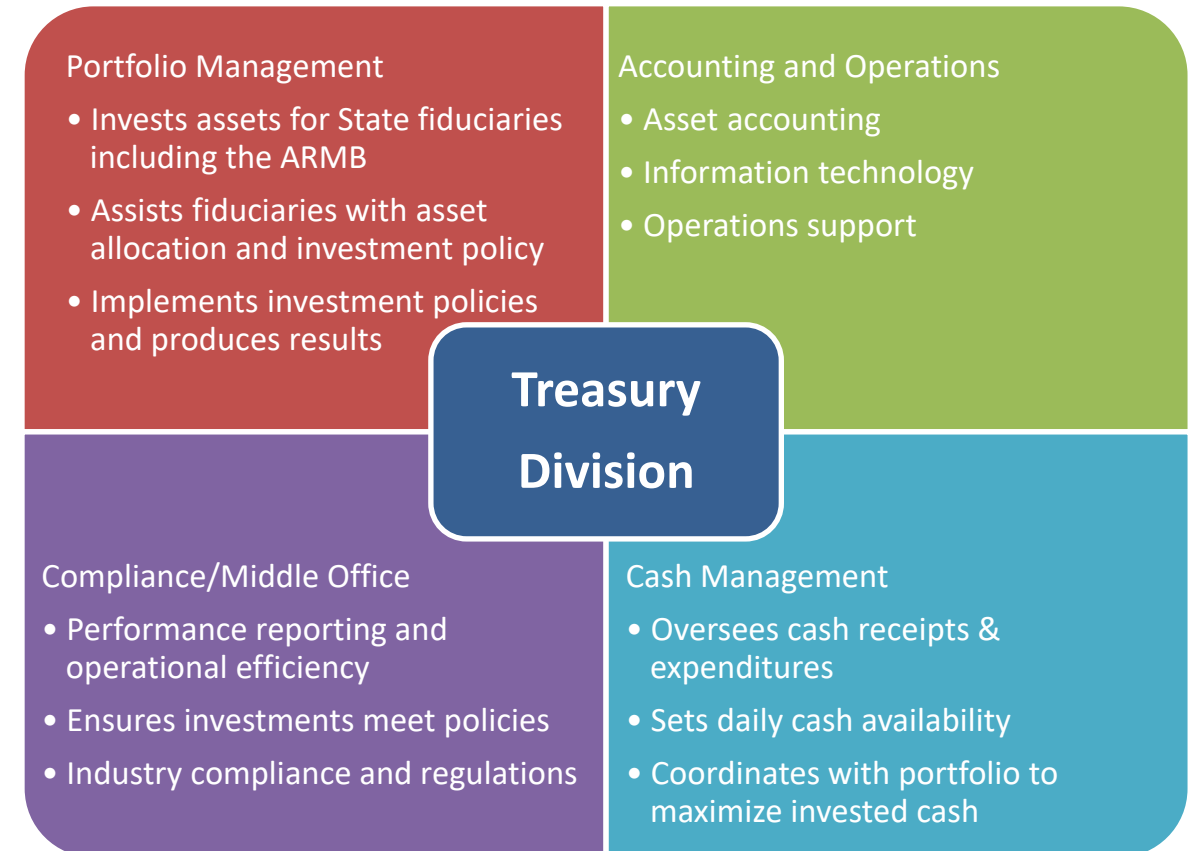 Portfolio Management
• Invests assets for State fiduciaries
including the ARMB
• Assists fiduciaries with asset
allocation and investment policy
• Implements investment policies
and produces results
Accounting and Operations
• Asset accounting
• Information technology
• Operations support
Treasury
Division
Compliance/Middle Office
• Performance reporting and
operational efficiency
• Ensures investments meet policies
• Industry compliance and regulations
Cash Management
• Oversees cash receipts &
expenditures
• Sets daily cash availability
• Coordinates with portfolio to
maximize invested cash